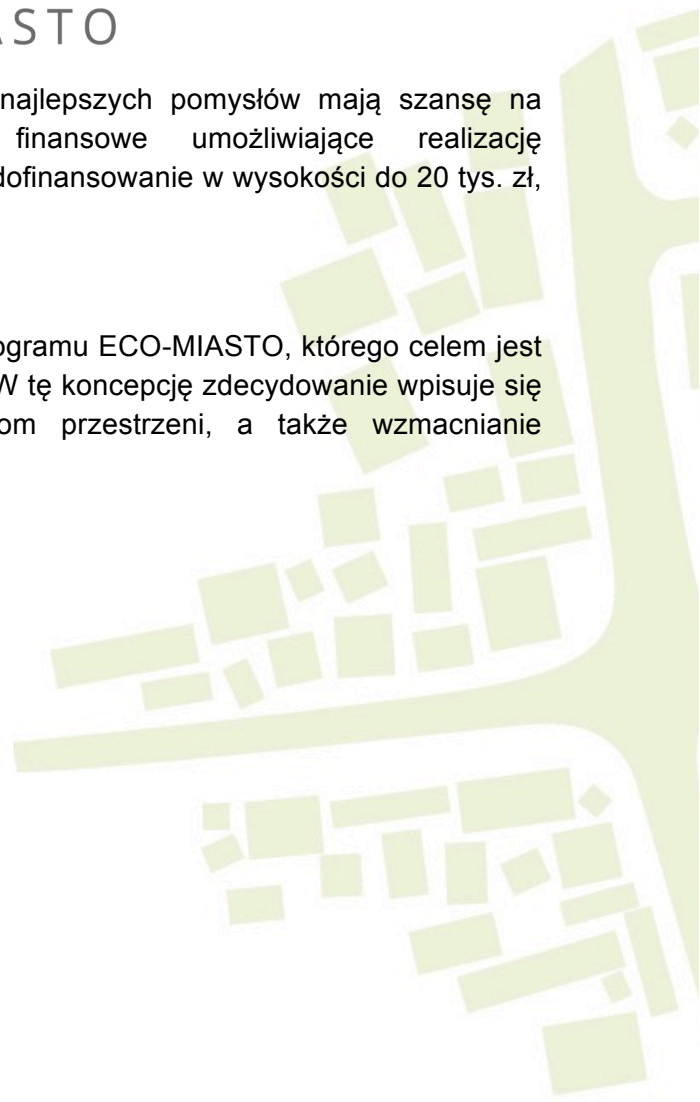 ASTO
najlepszych pomysłów mają szansę na
finansowe umożliwiające realizację
dofinansowanie w wysokości do 20 tys. zł,
ogramu ECO-MIASTO, którego celem jest
W tę koncepcję zdecydowanie wpisuje się
om przestrzeni, a także wzmacnianie